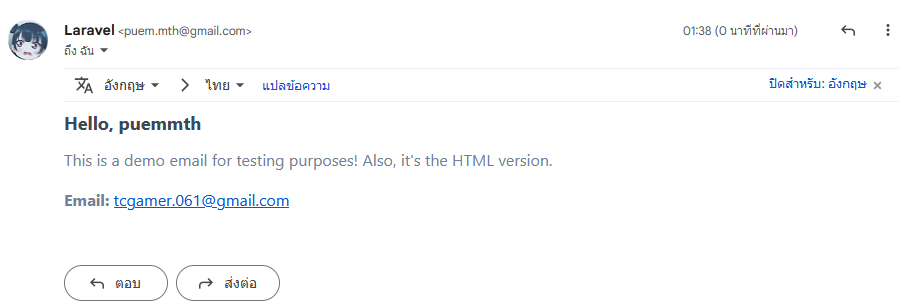 Laravel <puem.mth@gmail.com> 01:38 (0 นาทีที่ผ่านมา)
ถึง ฉัน
อังกฤษ ไทย แปลข้อความ ปิดสำหรับ: อังกฤษ
Hello, puemmth
This is a demo email for testing purposes! Also, it's the HTML version.
Email: tcgamer.061@gmail.com
ตอบ ส่งต่อ